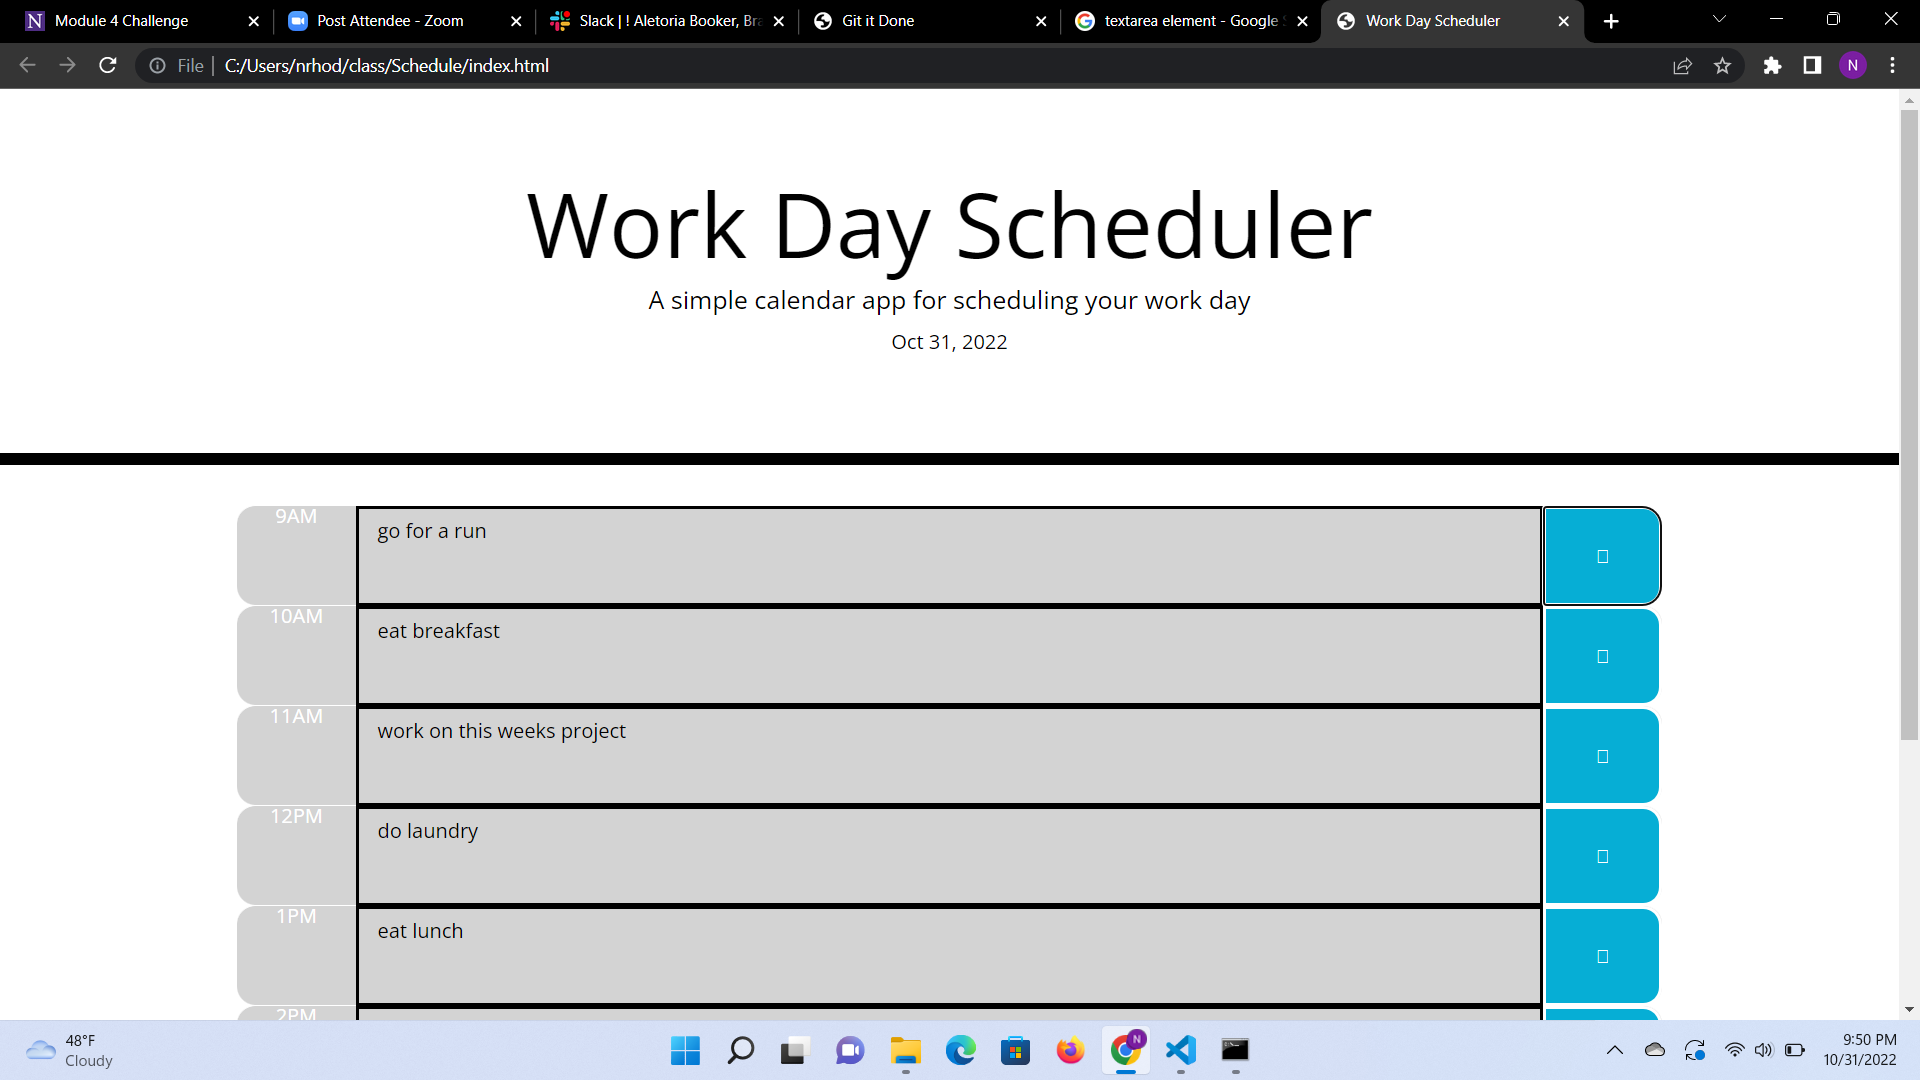 Module 4 Challenge
Post Attendee - Zoom
Slack | ! Aletoria Booker, Bra
Git it Done
textarea element - Google S
Work Day Scheduler
File
C:/Users/nrhod/class/Schedule/index.html
N
Work Day Scheduler
A simple calendar app for scheduling your work day
Oct 31, 2022
9AM
go for a run
10AM
eat breakfast
11AM
work on this weeks project
12PM
do laundry
1PM
eat lunch
2PM
48°F
Cloudy
N
9:50 PM
10/31/2022